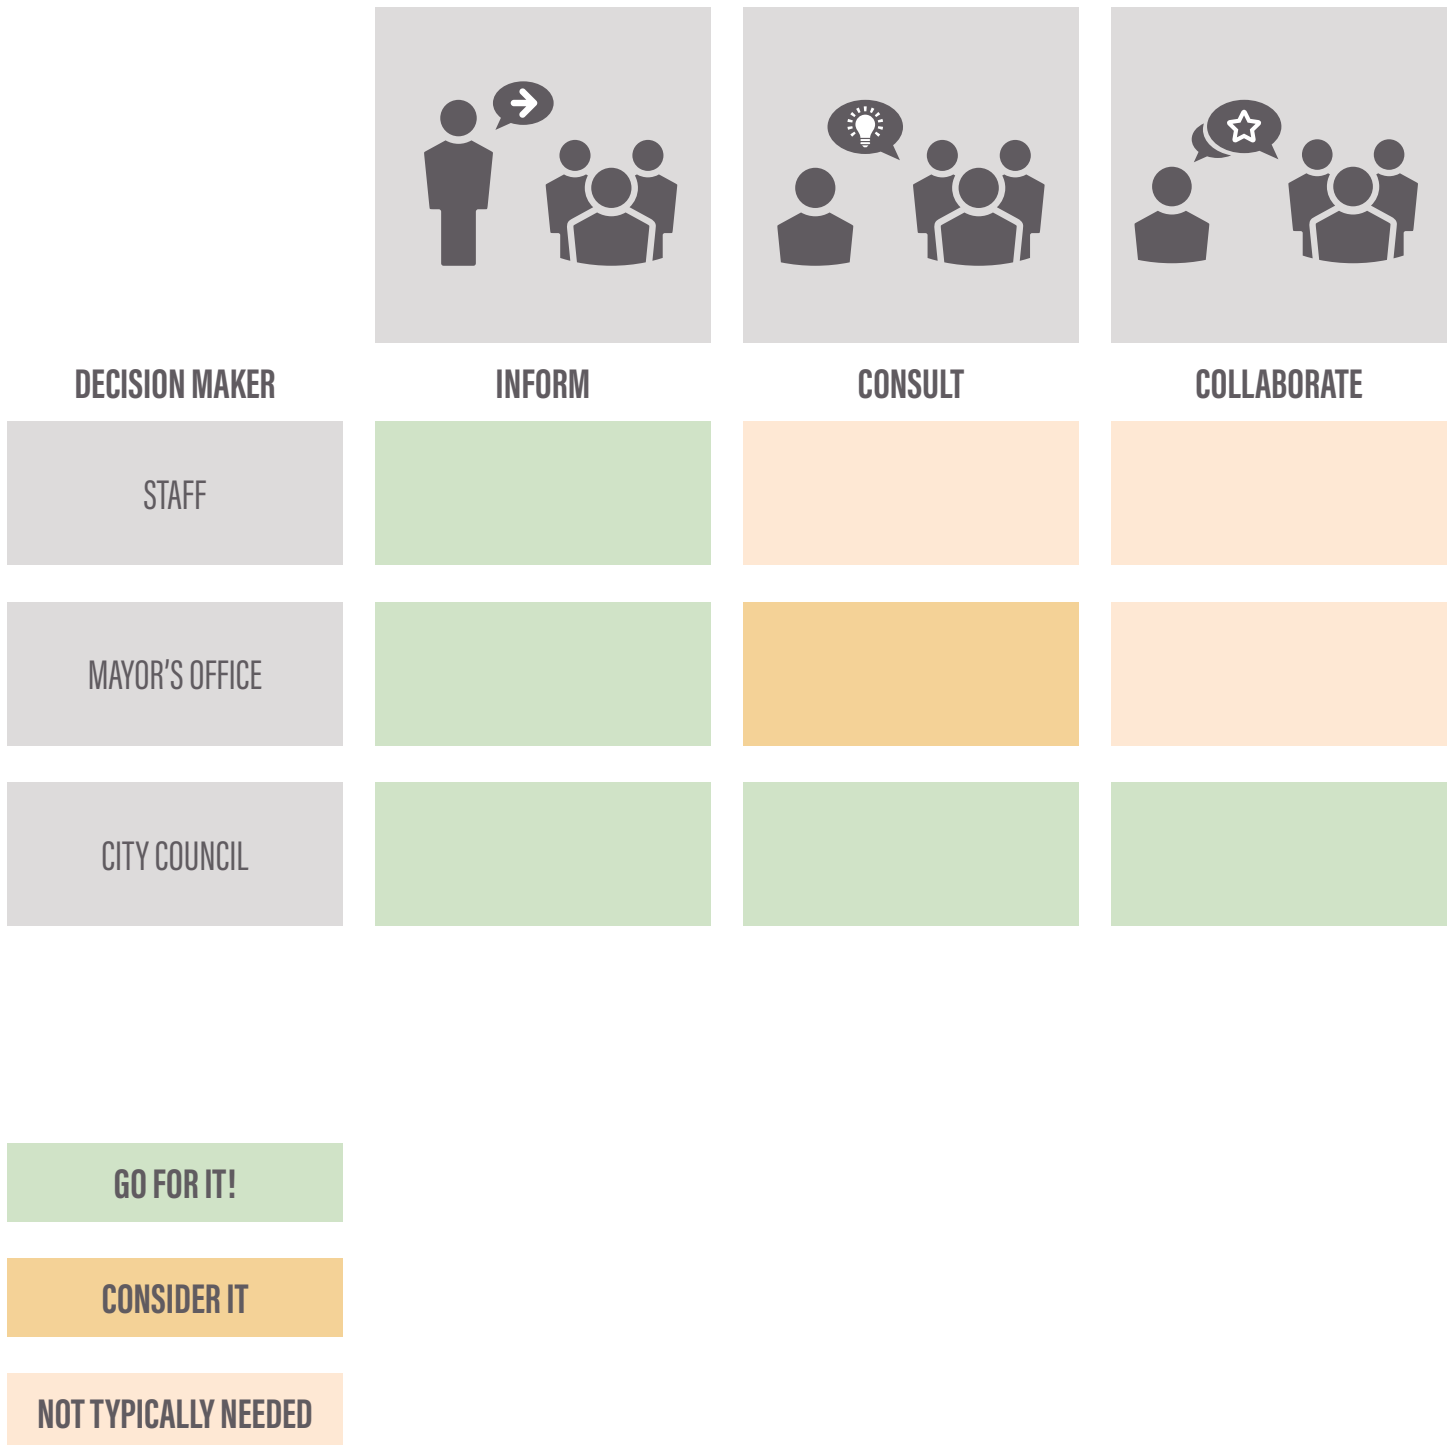 DECISION MAKER
INFORM
CONSULT
COLLABORATE
STAFF
MAYOR’S OFFICE
CITY COUNCIL
GO FOR IT!
CONSIDER IT
NOT TYPICALLY NEEDED